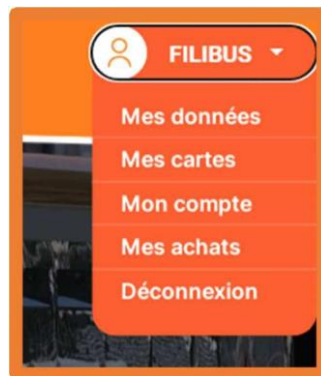 FILIBUS
Mes données
Mes cartes
Mon compte
Mes achats
Déconnexion